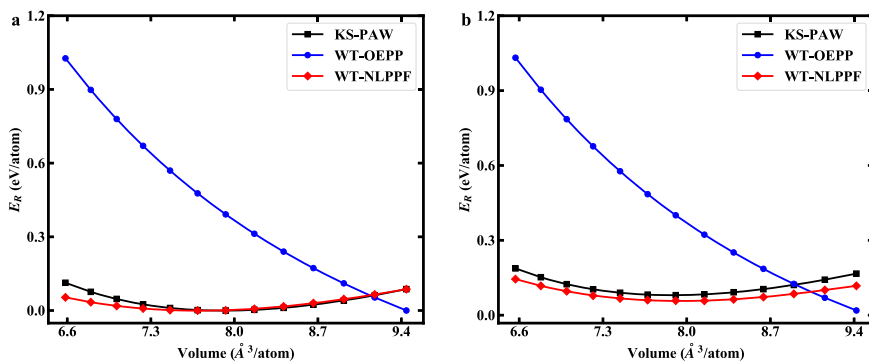 a
1.2
0.9
0.6
0.3
0.0
E_R (eV/atom)
KS-PAW
WT-OEPP
WT-NLPPF
6.6 7.3 8.0 8.7 9.4
Volume (Å ³/atom)
b
1.2
0.9
0.6
0.3
0.0
E_R (eV/atom)
KS-PAW
WT-OEPP
WT-NLPPF
6.6 7.3 8.0 8.7 9.4
Volume (Å ³/atom)